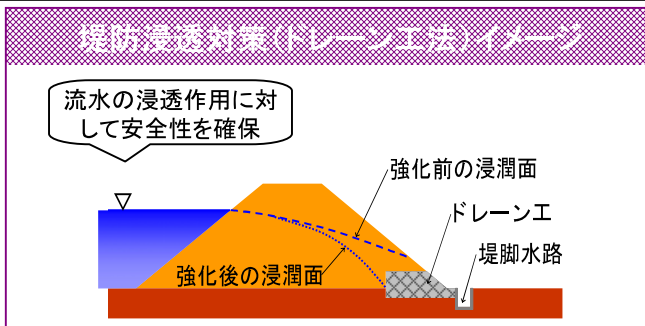 堤防浸透対策(ドレーン工法)イメージ
流水の浸透作用に対
して安全性を確保
強化前の浸潤面
ドレーン工
堤脚水路
強化後の浸潤面